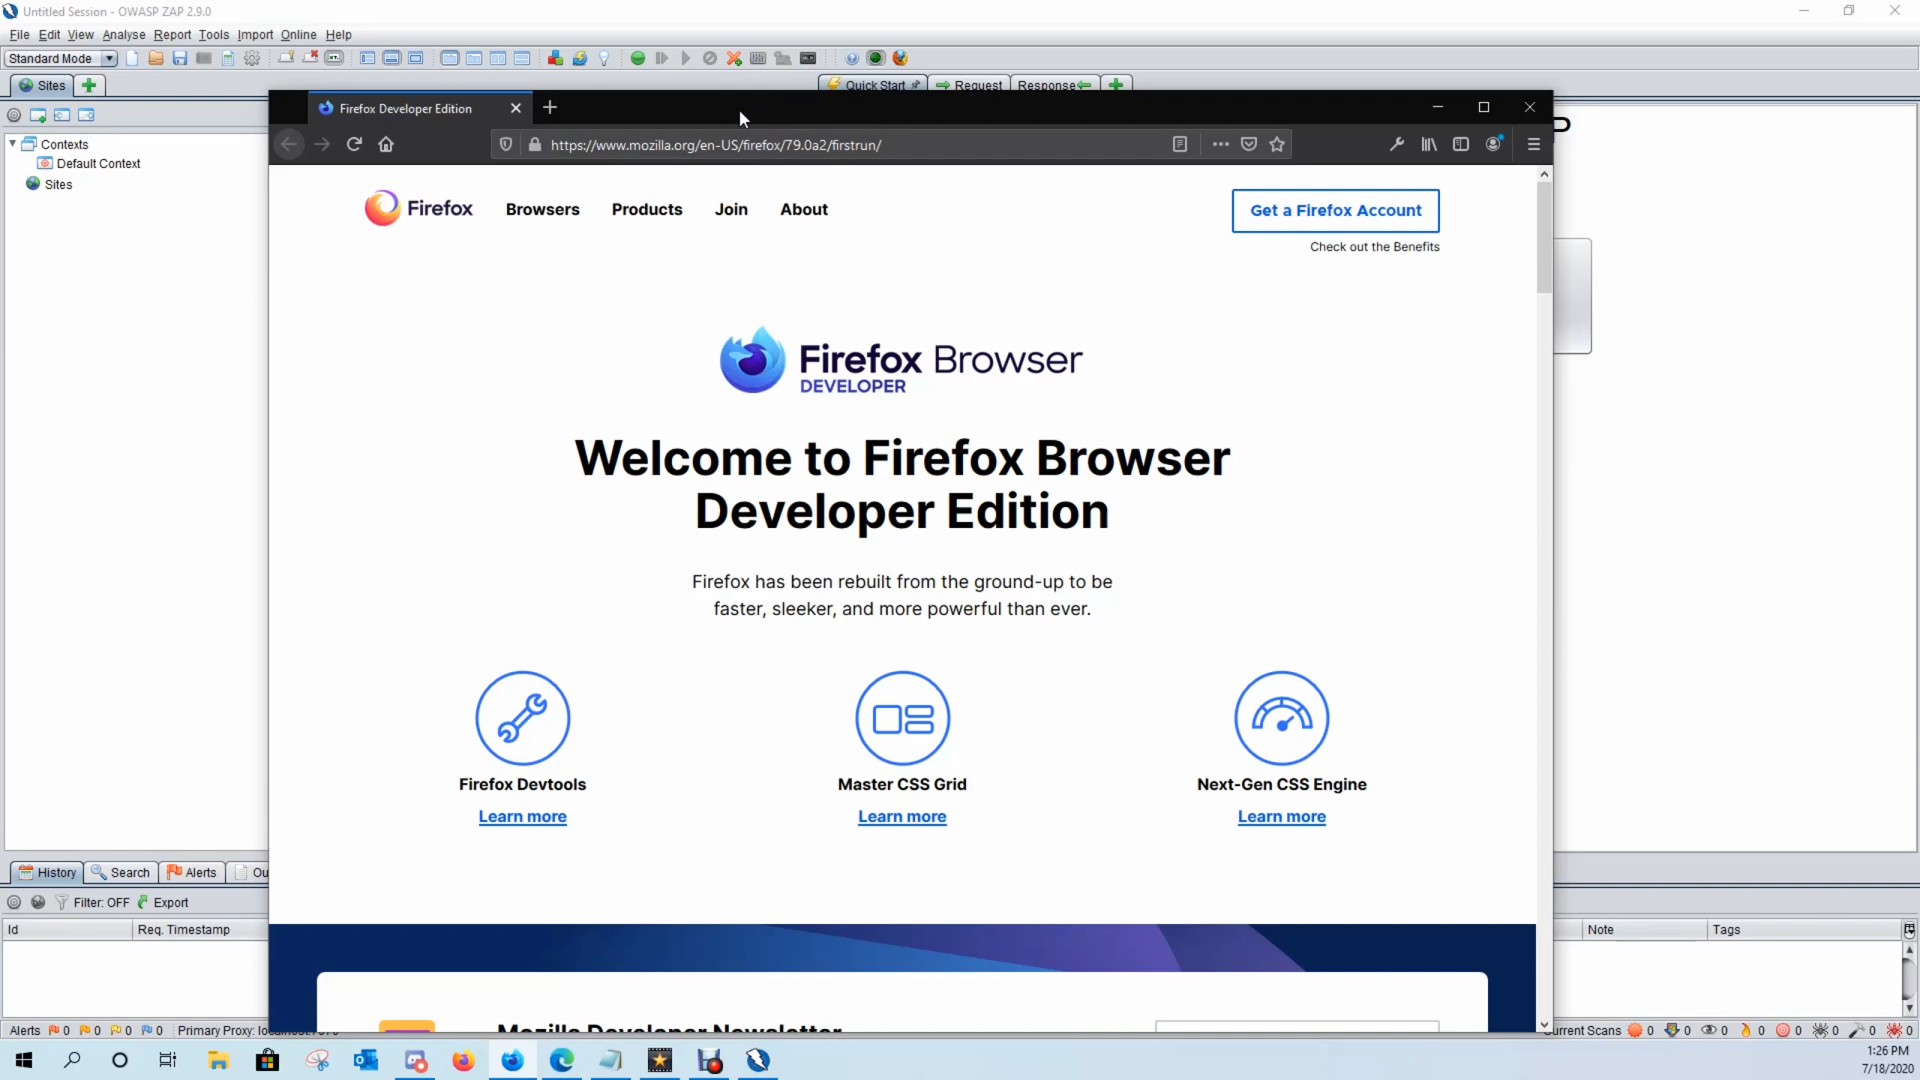 Untitled Session - OWASP ZAP 2.9.0
File Edit View Analyse Report Tools Import Online Help
Standard Mode
Sites
Quick Start Request Response
Firefox Developer Edition
https://www.mozilla.org/en-US/firefox/79.0a2/firstrun/
Contexts
Default Context
Sites
Firefox Browsers Products Join About
Get a Firefox Account
Check out the Benefits
Firefox Browser
DEVELOPER
Welcome to Firefox Browser
Developer Edition
Firefox has been rebuilt from the ground-up to be
faster, sleeker, and more powerful than ever.
Firefox Devtools Master CSS Grid Next-Gen CSS Engine
Learn more Learn more Learn more
History Search Alerts Ou
Filter: OFF Export
Id Req. Timestamp Note Tags
Mozilla Developer Newsletter
Alerts 0 0 0 0 Primary Proxy: Current Scans 0 0 0 0 0 0 0 0
1:26 PM
7/18/2020